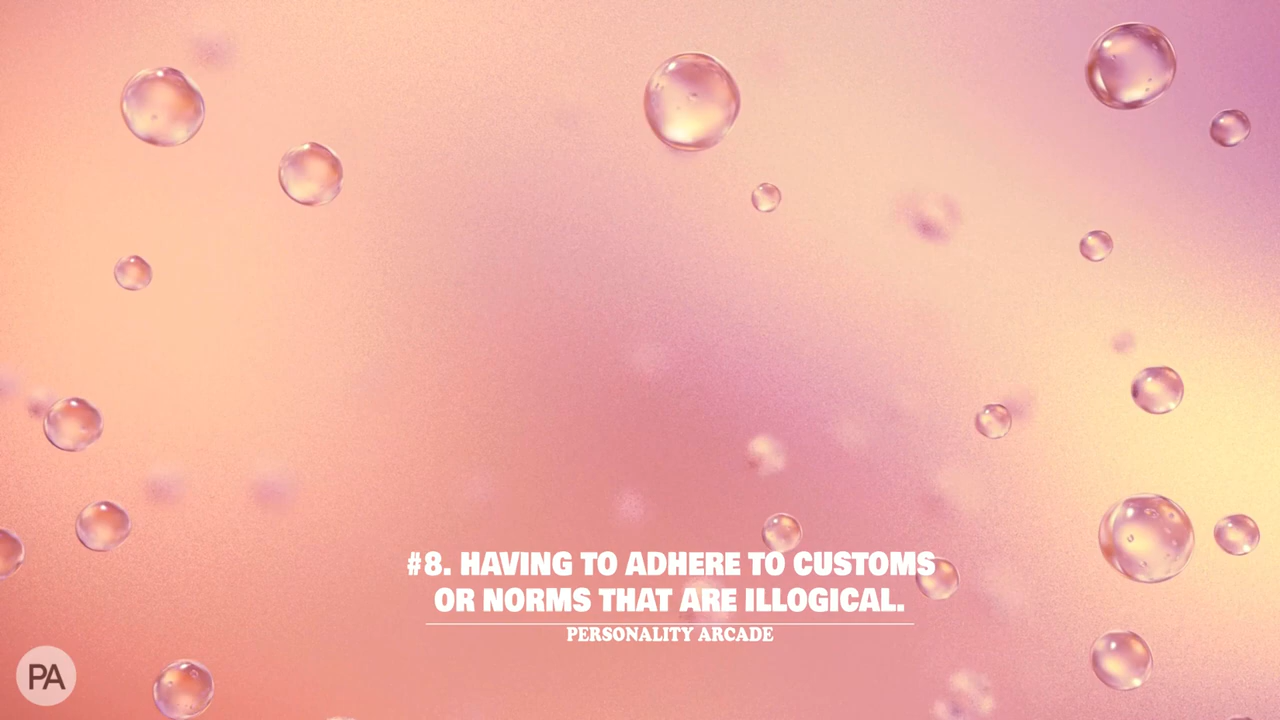 #8. HAVING TO ADHERE TO CUSTOMS
OR NORMS THAT ARE ILLOGICAL.
PERSONALITY ARCADE
PA